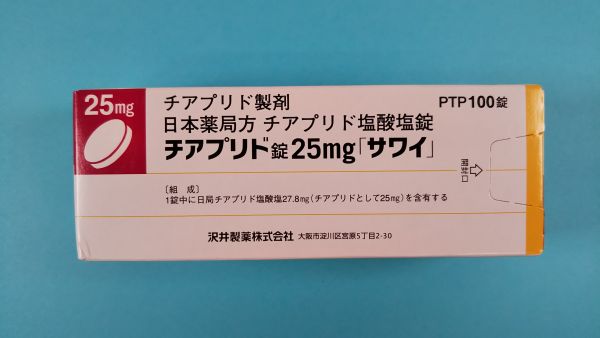 25mg
チアプリド製剤
PTP100錠
日本薬局方 チアプリド塩酸塩錠
チアプリド錠25mg「サワイ」
開封口
〔組 成〕
1錠中に日局チアプリド塩酸塩27.8mg(チアプリドとして25mg)を含有する
沢井製薬株式会社 大阪市淀川区宮原5丁目2-30